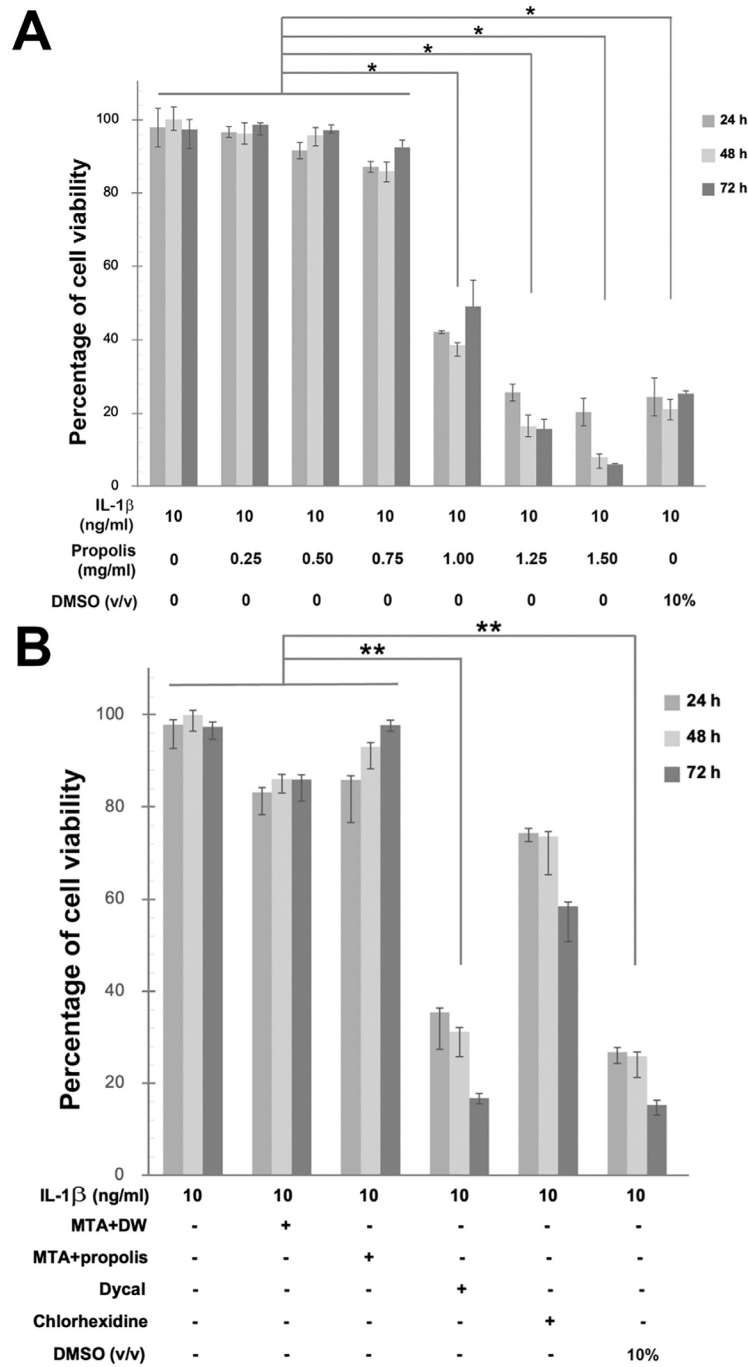 A
*
*
*
*
100
80
60
40
20
0
Percentage of cell viability
24 h
48 h
72 h
IL-1β (ng/ml) 10 10 10 10 10 10 10 10
Propolis (mg/ml) 0 0.25 0.50 0.75 1.00 1.25 1.50 0
DMSO (v/v) 0 0 0 0 0 0 0 10%
B
**
**
100
80
60
40
20
0
Percentage of cell viability
24 h
48 h
72 h
IL-1β (ng/ml) 10 10 10 10 10 10
MTA+DW - + - - - -
MTA+propolis - - + - - -
Dycal - - - + - -
Chlorhexidine - - - - + -
DMSO (v/v) - - - - - 10%